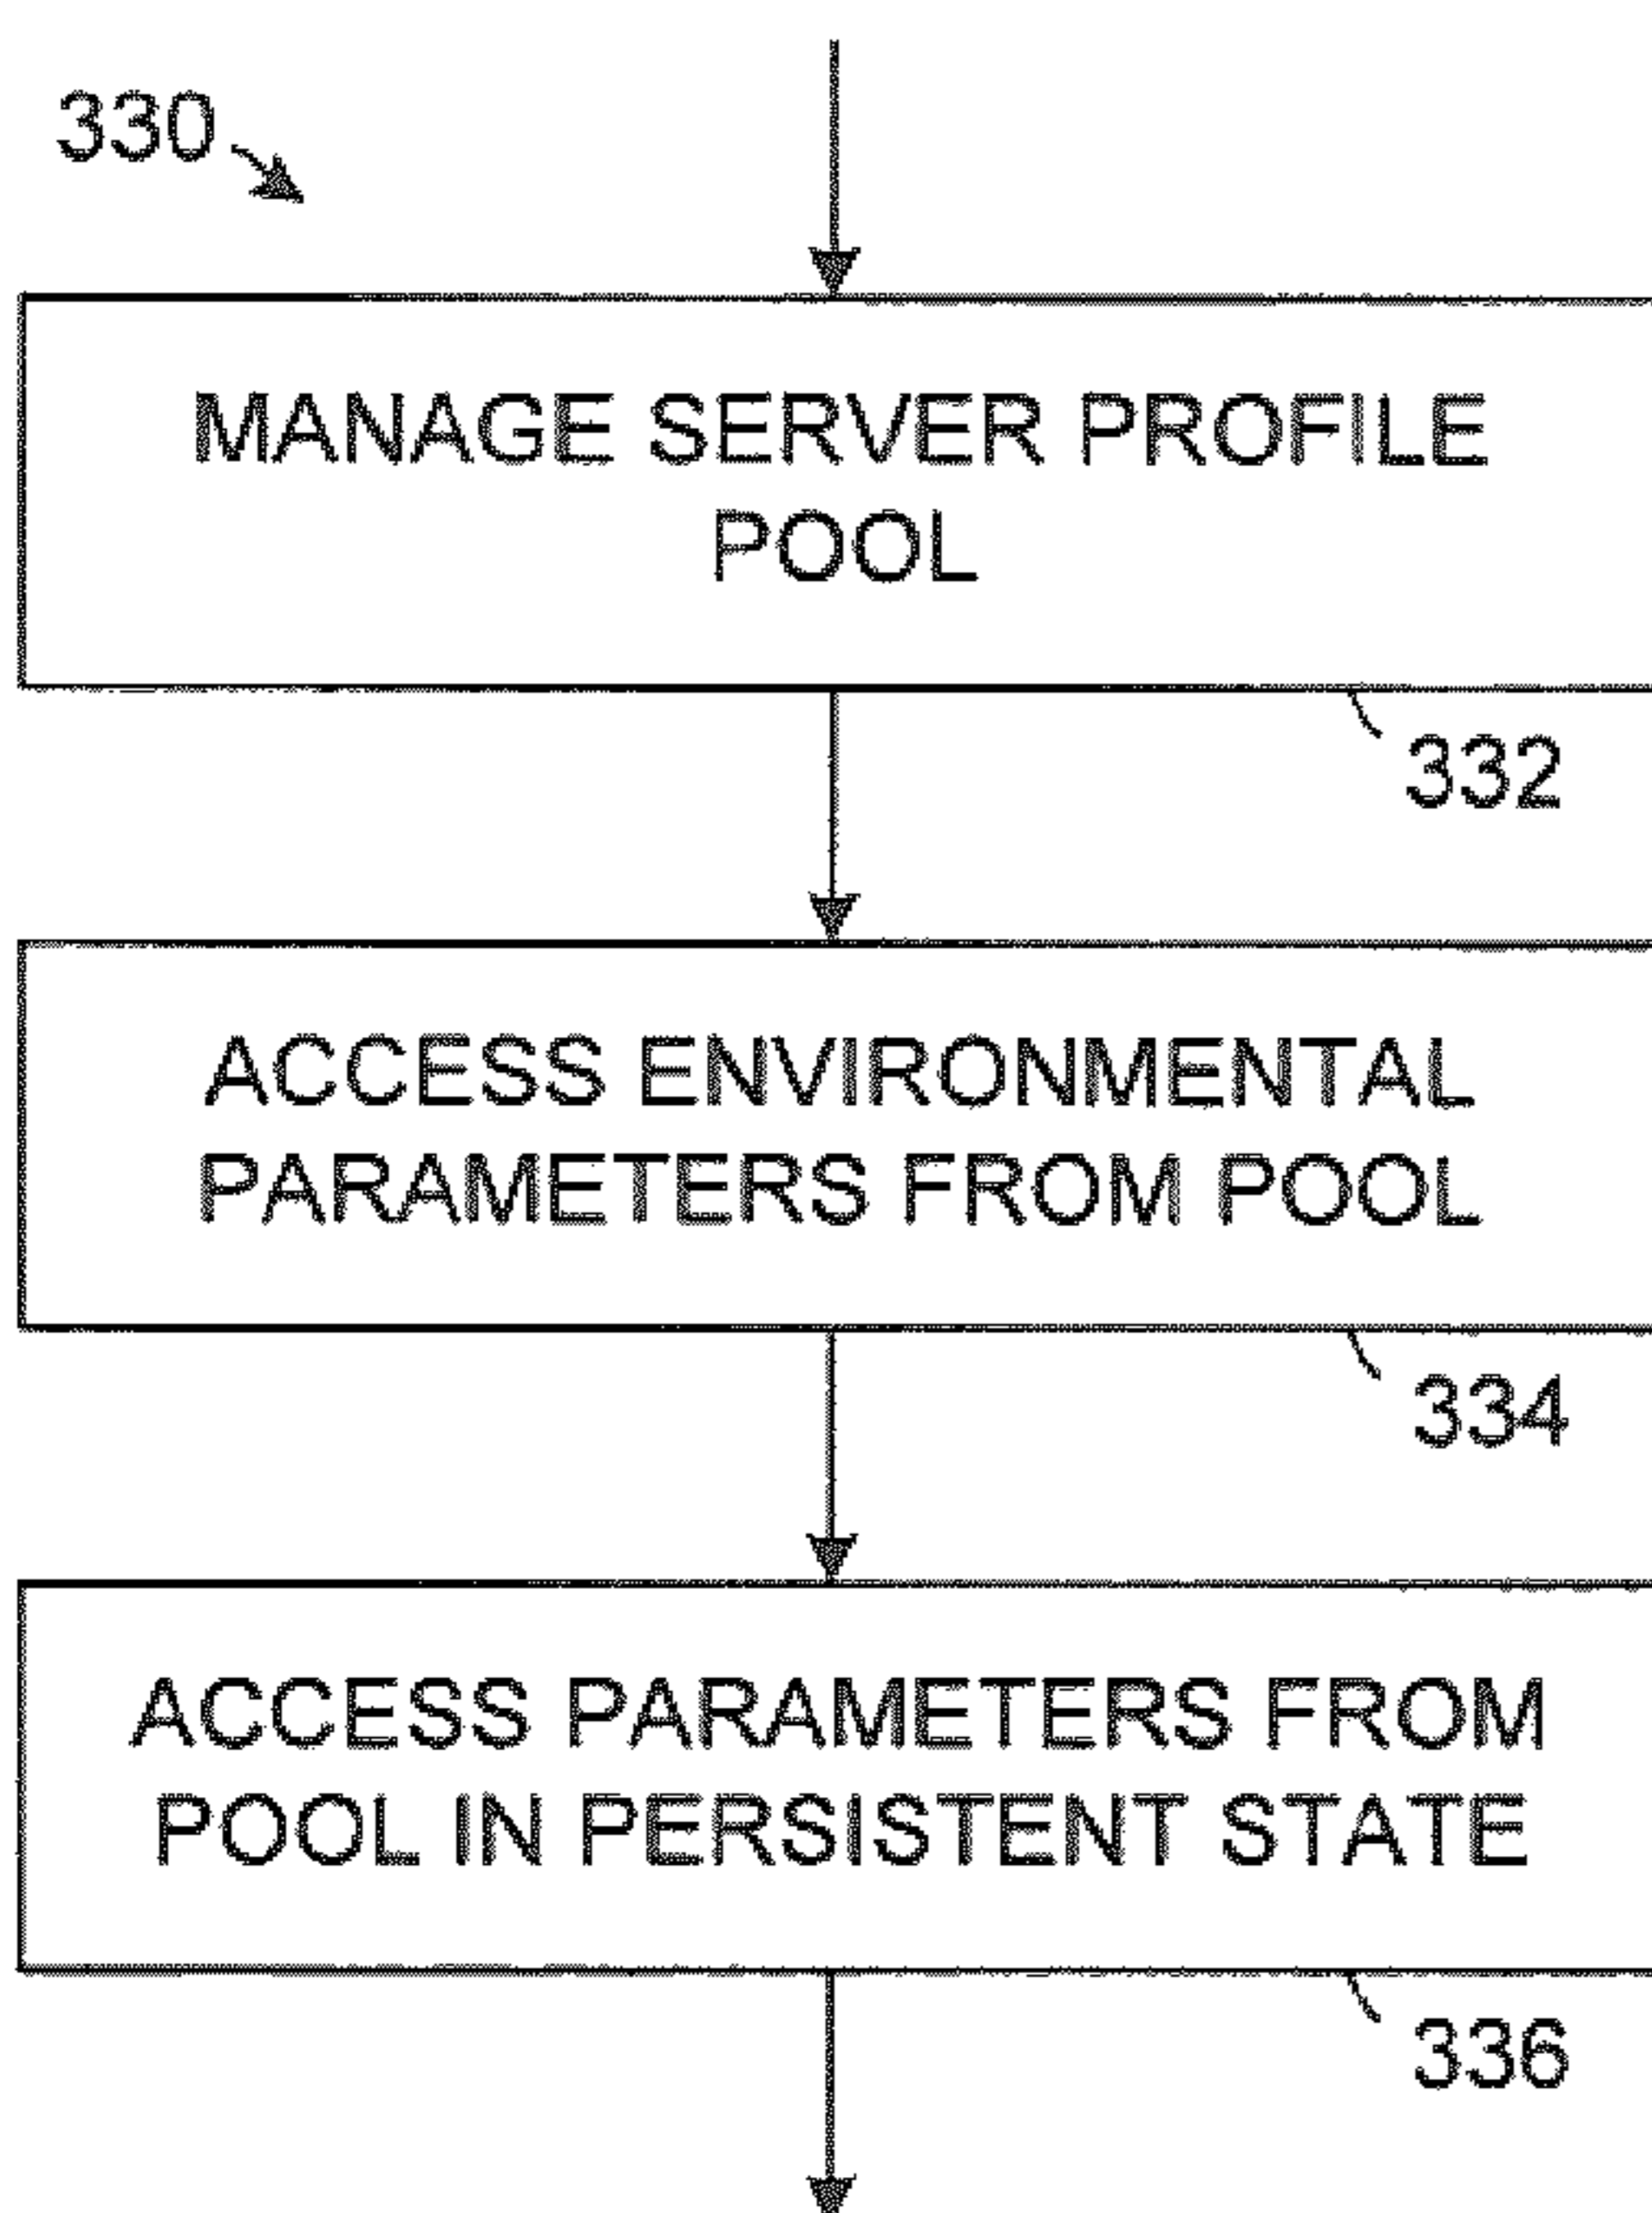 330
MANAGE SERVER PROFILE
POOL
332
ACCESS ENVIRONMENTAL
PARAMETERS FROM POOL
334
ACCESS PARAMETERS FROM
POOL IN PERSISTENT STATE
336